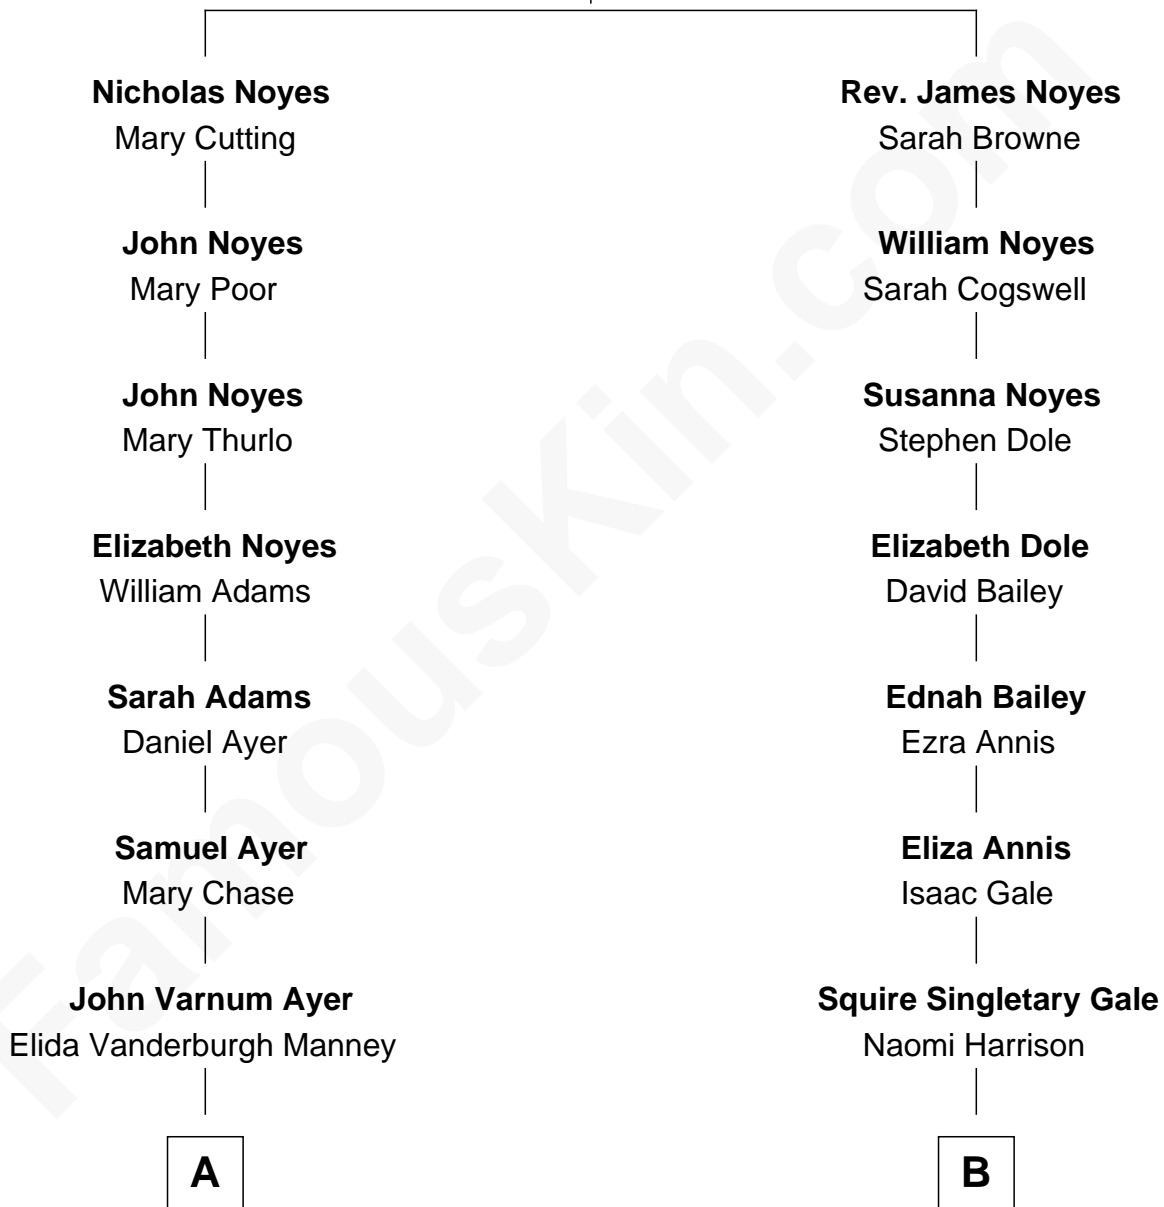 Nicholas Noyes
Mary Cutting
John Noyes
Mary Poor
John Noyes
Mary Thurlo
Elizabeth Noyes
William Adams
Sarah Adams
Daniel Ayer
Samuel Ayer
Mary Chase
John Varnum Ayer
Elida Vanderburgh Manney
A
Rev. James Noyes
Sarah Browne
William Noyes
Sarah Cogswell
Susanna Noyes
Stephen Dole
Elizabeth Dole
David Bailey
Ednah Bailey
Ezra Annis
Eliza Annis
Isaac Gale
Squire Singletary Gale
Naomi Harrison
B
FamousKin.com